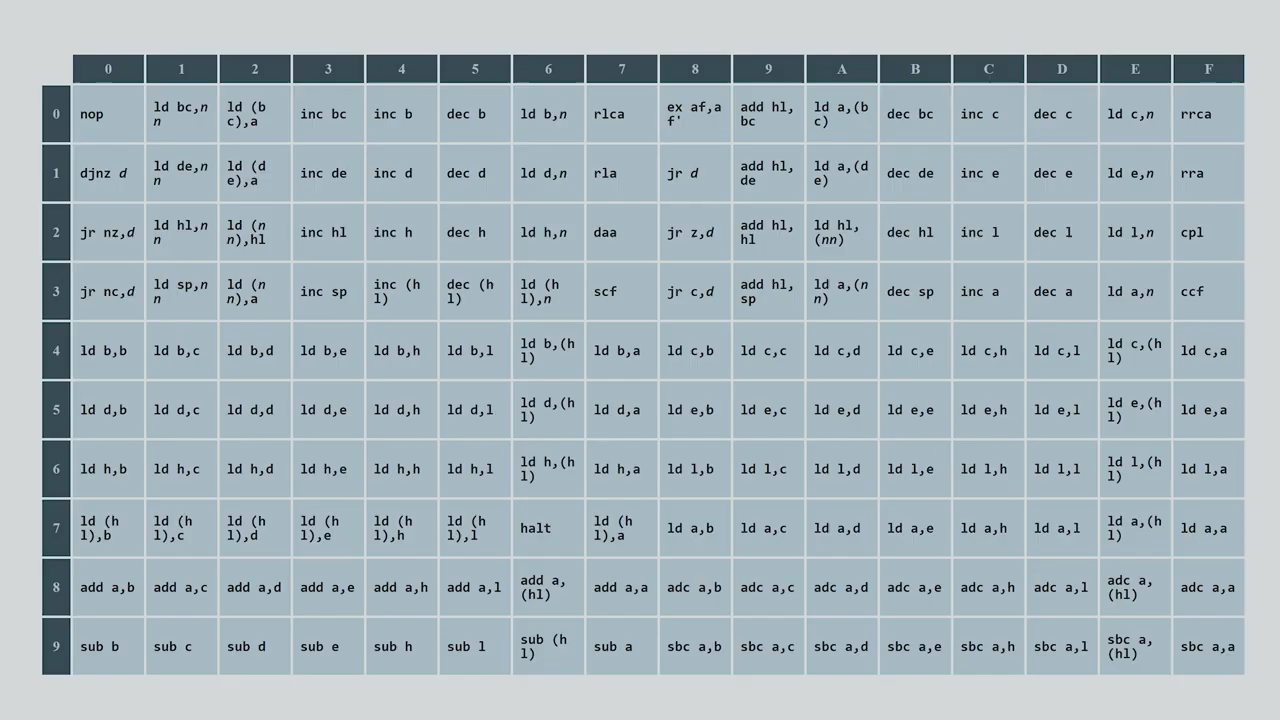 0 1 2 3 4 5 6 7 8 9 A B C D E F
0 nop ld bc,nn ld (bc),a inc bc inc b dec b ld b,n rlca ex af,af' add hl,bc ld a,(bc) dec bc inc c dec c ld c,n rrca
1 djnz d ld de,nn ld (de),a inc de inc d dec d ld d,n rla jr d add hl,de ld a,(de) dec de inc e dec e ld e,n rra
2 jr nz,d ld hl,nn ld (nn),hl inc hl inc h dec h ld h,n daa jr z,d add hl,hl ld hl,(nn) dec hl inc l dec l ld l,n cpl
3 jr nc,d ld sp,nn ld (nn),a inc sp inc (hl) dec (hl) ld (hl),n scf jr c,d add hl,sp ld a,(nn) dec sp inc a dec a ld a,n ccf
4 ld b,b ld b,c ld b,d ld b,e ld b,h ld b,l ld b,(hl) ld b,a ld c,b ld c,c ld c,d ld c,e ld c,h ld c,l ld c,(hl) ld c,a
5 ld d,b ld d,c ld d,d ld d,e ld d,h ld d,l ld d,(hl) ld d,a ld e,b ld e,c ld e,d ld e,e ld e,h ld e,l ld e,(hl) ld e,a
6 ld h,b ld h,c ld h,d ld h,e ld h,h ld h,l ld h,(hl) ld h,a ld l,b ld l,c ld l,d ld l,e ld l,h ld l,l ld l,(hl) ld l,a
7 ld (hl),b ld (hl),c ld (hl),d ld (hl),e ld (hl),h ld (hl),l halt ld (hl),a ld a,b ld a,c ld a,d ld a,e ld a,h ld a,l ld a,(hl) ld a,a
8 add a,b add a,c add a,d add a,e add a,h add a,l add a,(hl) add a,a adc a,b adc a,c adc a,d adc a,e adc a,h adc a,l adc a,(hl) adc a,a
9 sub b sub c sub d sub e sub h sub l sub (hl) sub a sbc a,b sbc a,c sbc a,d sbc a,e sbc a,h sbc a,l sbc a,(hl) sbc a,a